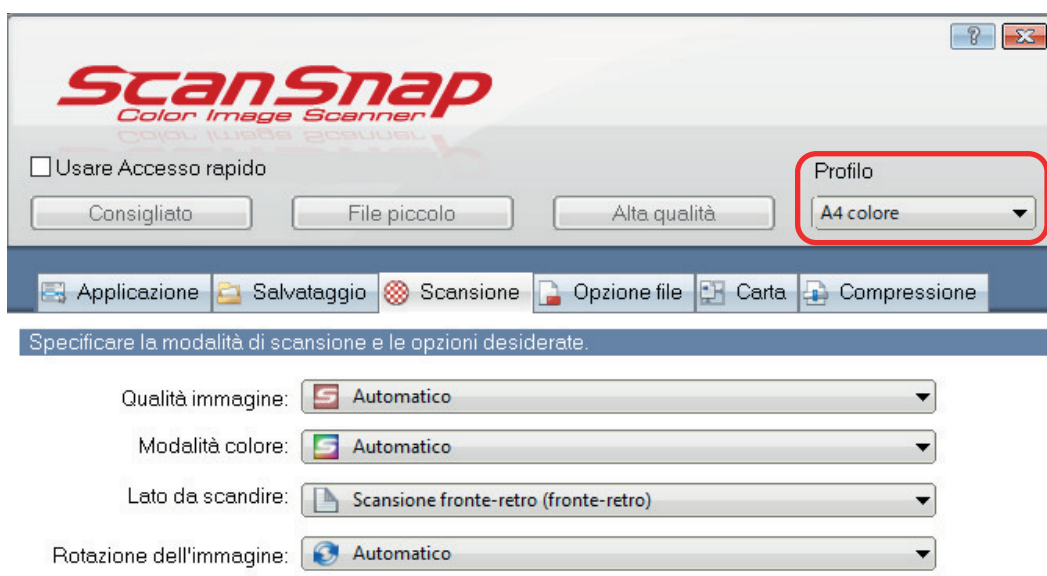 ScanSnap
Color Image Scanner
Usare Accesso rapido
Profilo
Consigliato File piccolo Alta qualità A4 colore
Applicazione Salvataggio Scansione Opzione file Carta Compressione
Specificare la modalità di scansione e le opzioni desiderate.
Qualità immagine: Automatico
Modalità colore: Automatico
Lato da scandire: Scansione fronte-retro (fronte-retro)
Rotazione dell'immagine: Automatico